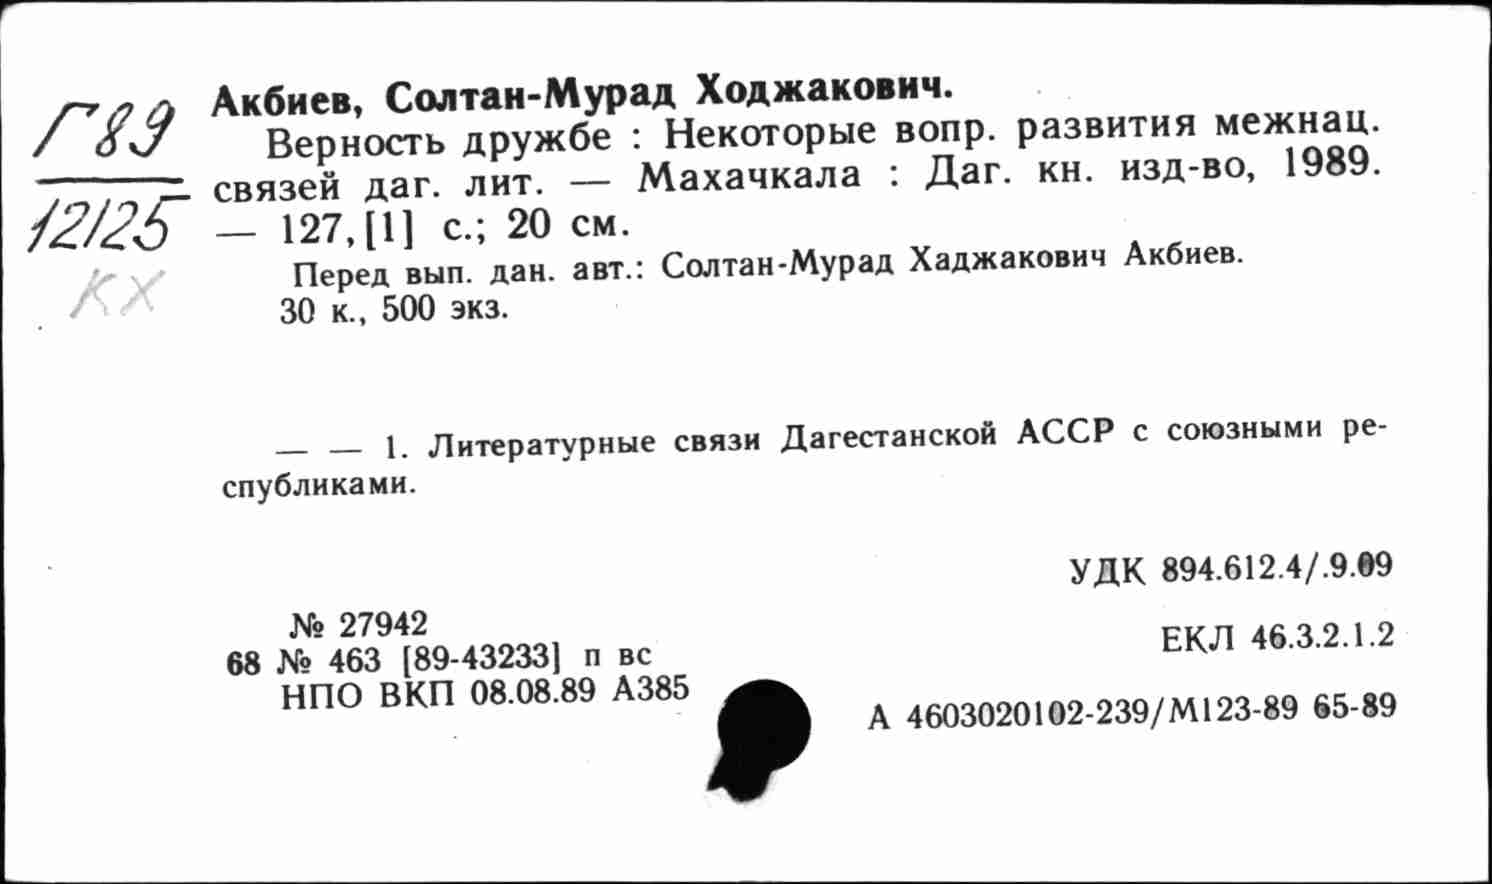 Г 89
12125
КХ
Акбиев, Солтан-Мурад Ходжакович.
Верность дружбе : Некоторые вопр. развития межнац.
связей даг. лит. — Махачкала : Даг. кн. изд-во, 1989.
— 127, [1] с.; 20 см.
Перед вып. дан. авт.: Солтан-Мурад Хаджакович Акбиев.
30 к., 500 экз.
— — 1. Литературные связи Дагестанской АССР с союзными ре-
спубликами.
УДК 894.612.4/.9.09
№ 27942
ЕКЛ 46.3.2.1.2
68 № 463 [89-43233] п вс
НПО ВКП 08.08.89 А385
А 4603020102-239/М123-89 65-89